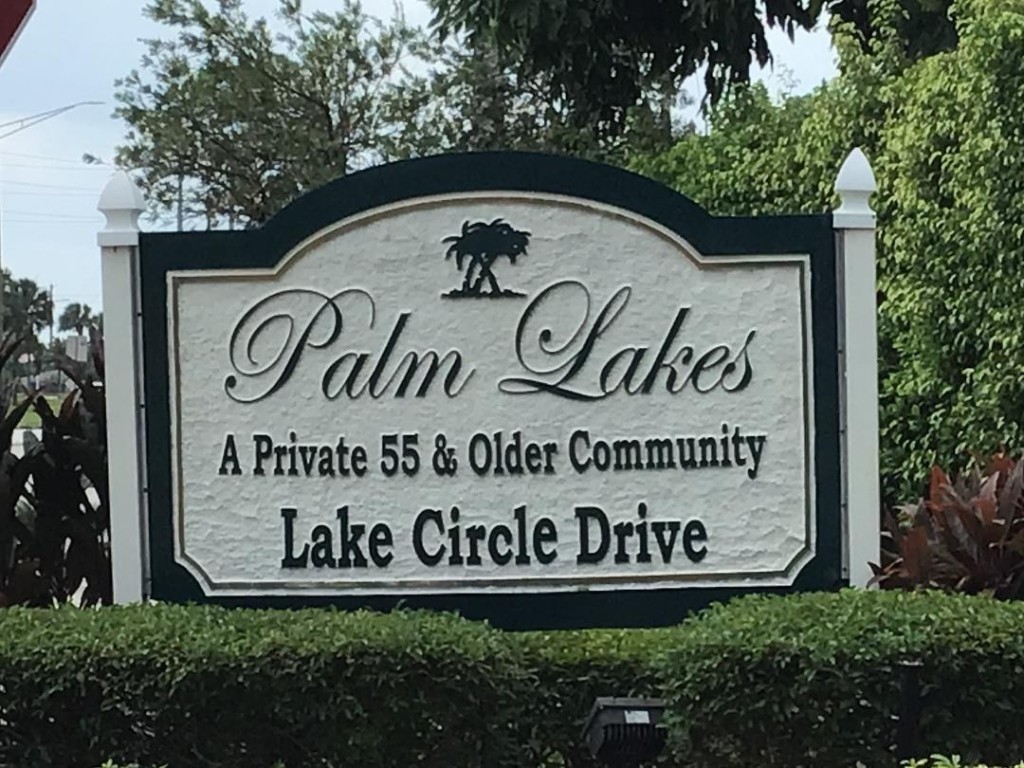 Palm Lakes
A Private 55 & Older Community
Lake Circle Drive